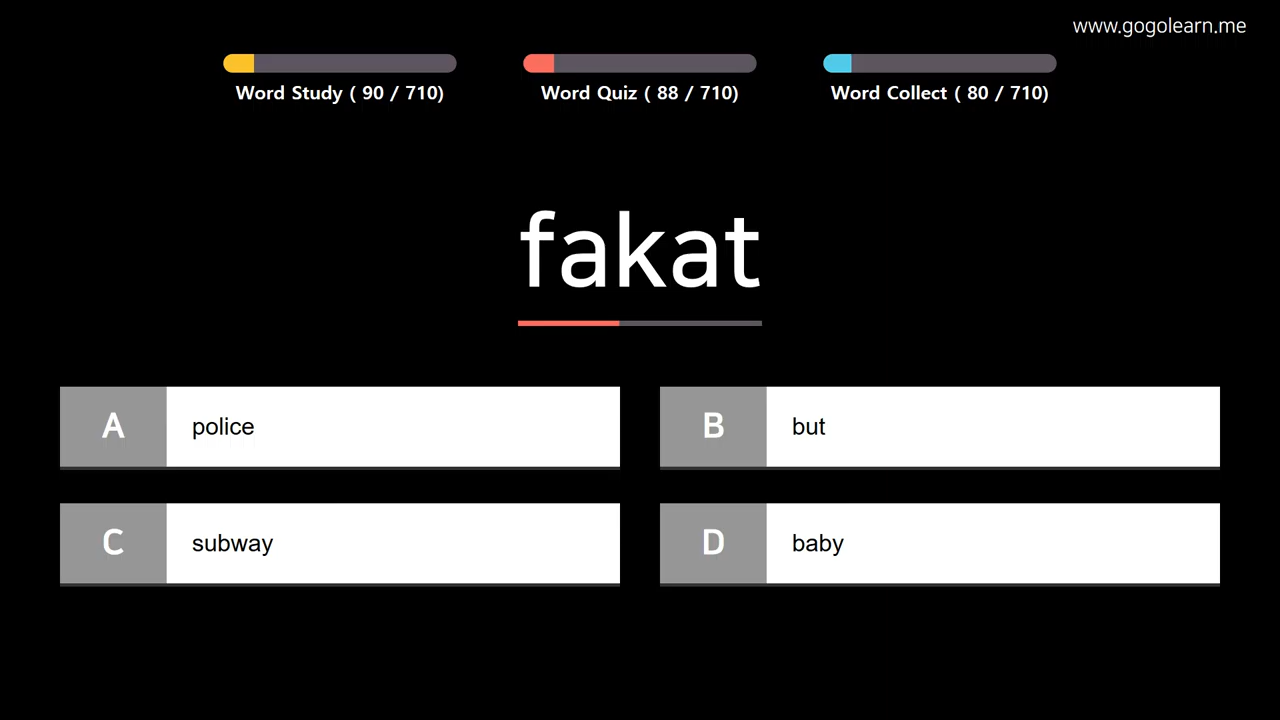 www.gogolearn.me
Word Study ( 90 / 710)
Word Quiz ( 88 / 710)
Word Collect ( 80 / 710)
fakat
A police
B but
C subway
D baby